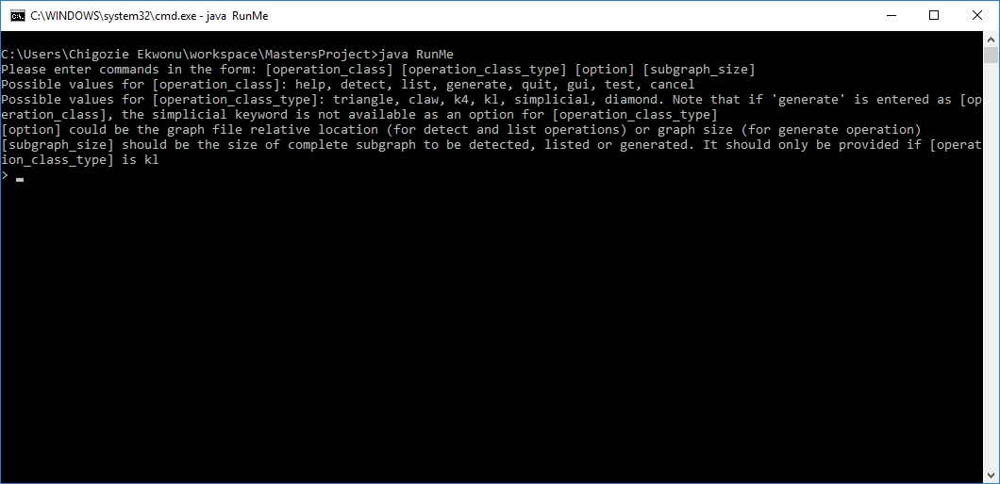 C:\WINDOWS\system32\cmd.exe - java  RunMe
C:\Users\Chigozie Ekwonu\workspace\MastersProject>java RunMe
Please enter commands in the form: [operation_class] [operation_class_type] [option] [subgraph_size]
Possible values for [operation_class]: help, detect, list, generate, quit, gui, test, cancel
Possible values for [operation_class_type]: triangle, claw, k4, kl, simplicial, diamond. Note that if 'generate' is entered as [op
eration_class], the simplicial keyword is not available as an option for [operation_class_type]
[option] could be the graph file relative location (for detect and list operations) or graph size (for generate operation)
[subgraph_size] should be the size of complete subgraph to be detected, listed or generated. It should only be provided if [operat
ion_class_type] is kl
>